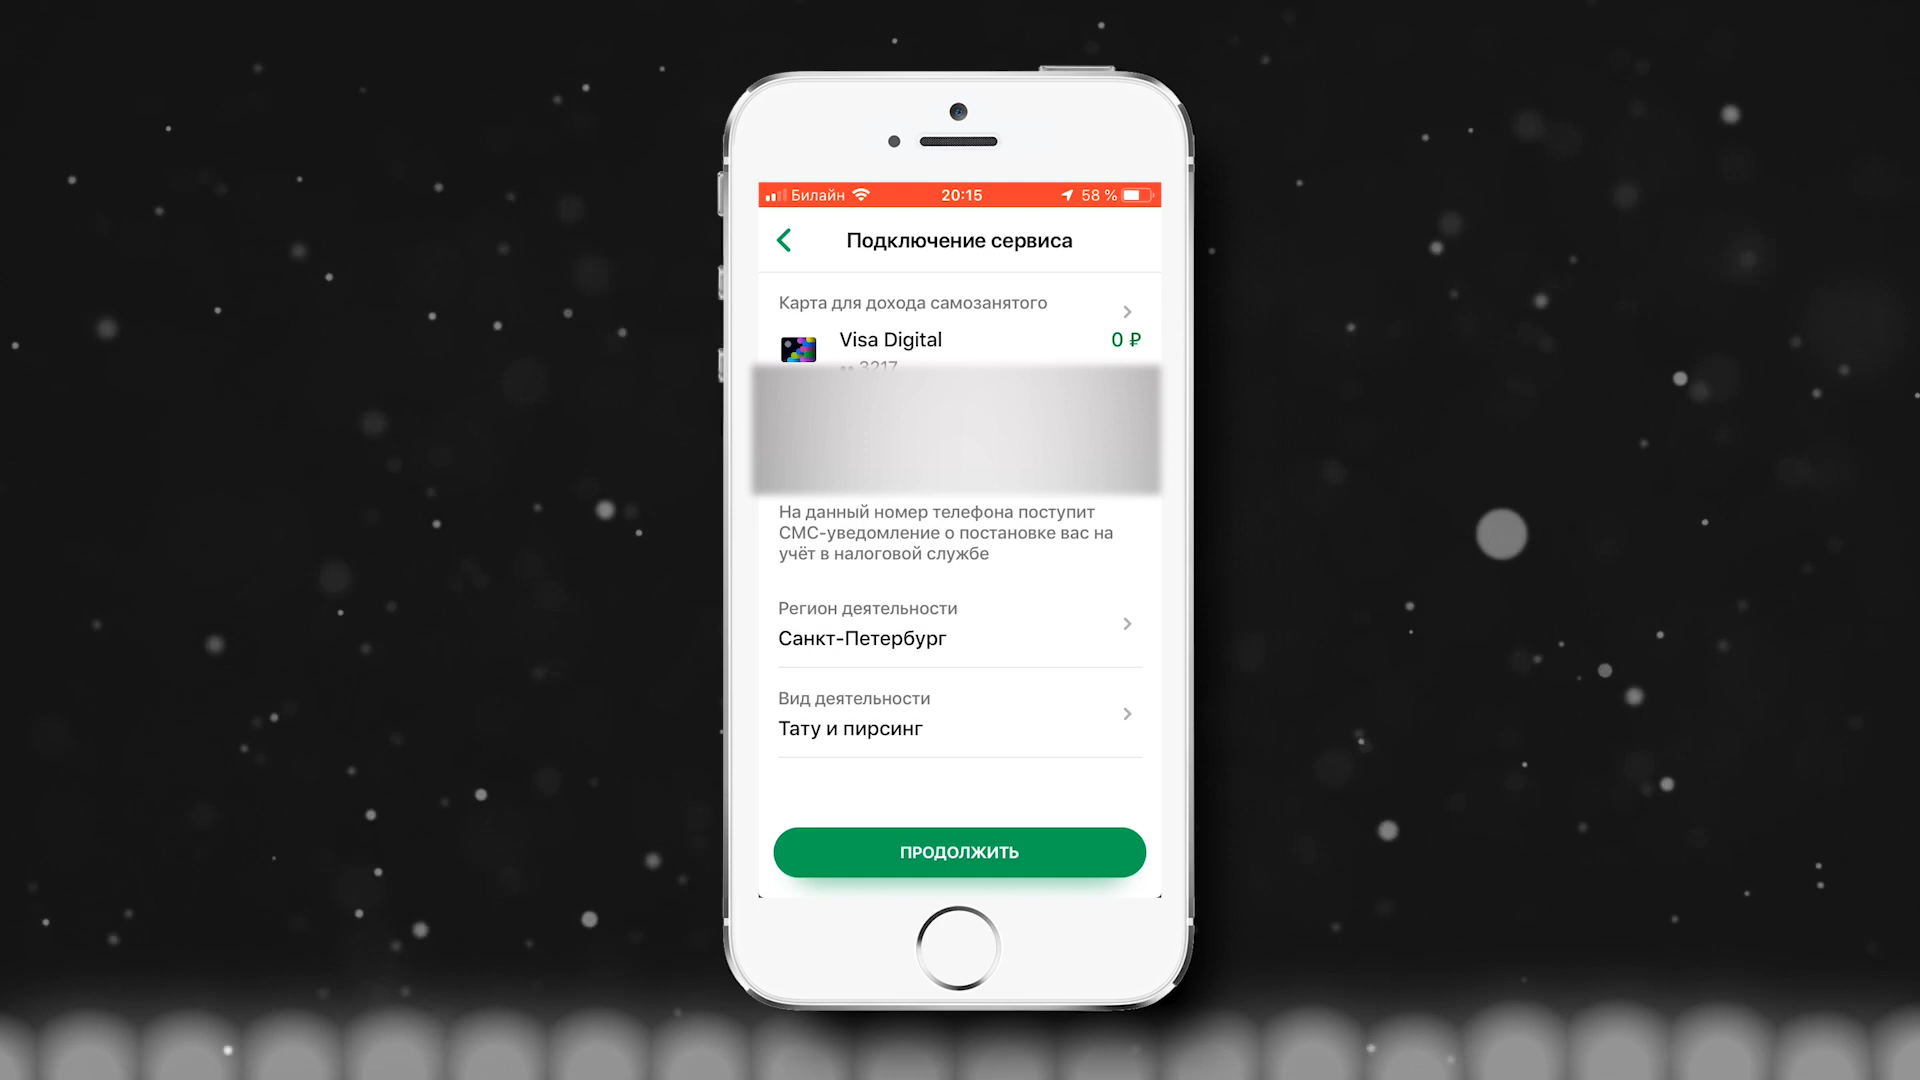 Билайн 20:15 58 %
Подключение сервиса
Карта для дохода самозанятого
Visa Digital 0 ₽
•• 3217
На данный номер телефона поступит
СМС-уведомление о постановке вас на
учёт в налоговой службе
Регион деятельности
Санкт-Петербург
Вид деятельности
Тату и пирсинг
ПРОДОЛЖИТЬ